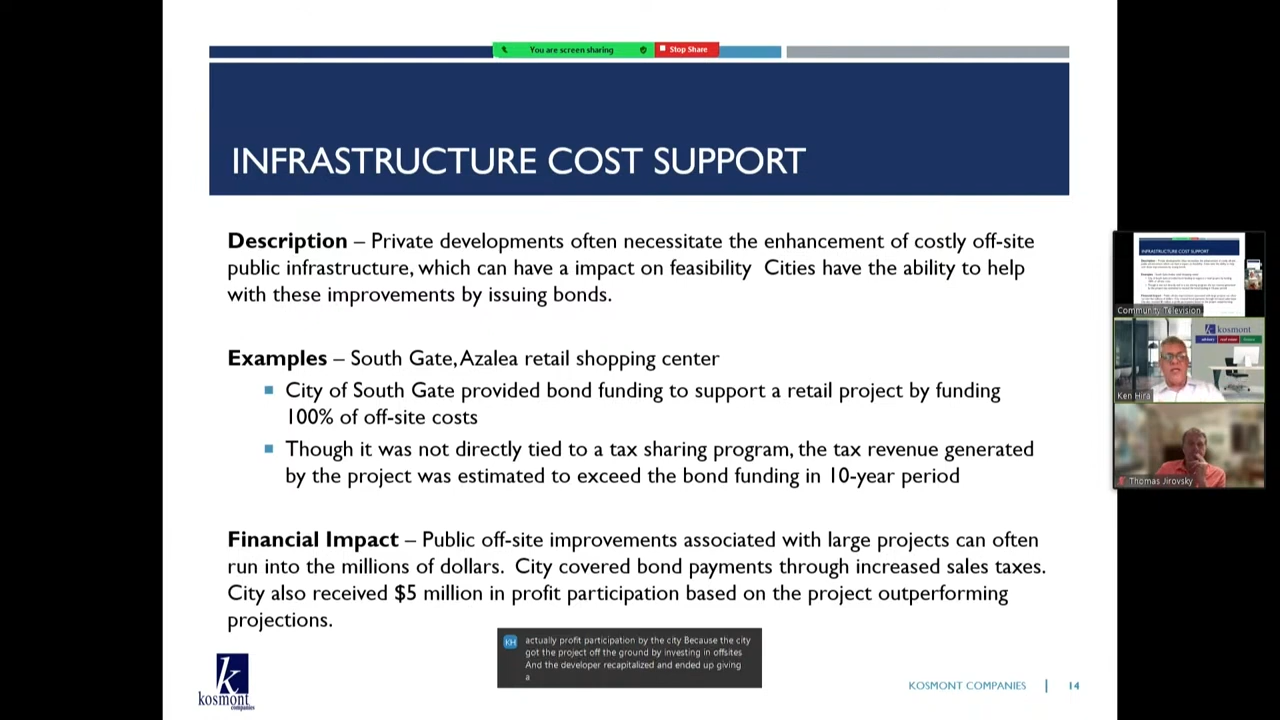 You are screen sharing
Stop Share
INFRASTRUCTURE COST SUPPORT
Description – Private developments often necessitate the enhancement of costly off-site
public infrastructure, which can have a impact on feasibility  Cities have the ability to help
with these improvements by issuing bonds.
Examples – South Gate, Azalea retail shopping center
City of South Gate provided bond funding to support a retail project by funding
100% of off-site costs
Though it was not directly tied to a tax sharing program, the tax revenue generated
by the project was estimated to exceed the bond funding in 10-year period
Financial Impact – Public off-site improvements associated with large projects can often
run into the millions of dollars.  City covered bond payments through increased sales taxes.
City also received $5 million in profit participation based on the project outperforming
projections.
KH
actually profit participation by the city Because the city
got the project off the ground by investing in offsites
And the developer recapitalized and ended up giving
a
k
kosmont
companies
KOSMONT COMPANIES | 14
INFRASTRUCTURE COST SUPPORT
Community Television
kosmont
Ken Hira
Thomas Jirovsky